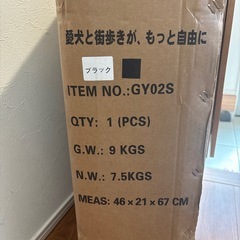 愛犬と街歩きが、もっと自由に
ブラック
ITEM NO.:GY02S
QTY: 1 (PCS)
G.W.: 9 KGS
N.W.: 7.5KGS
MEAS: 46×21×67 CM